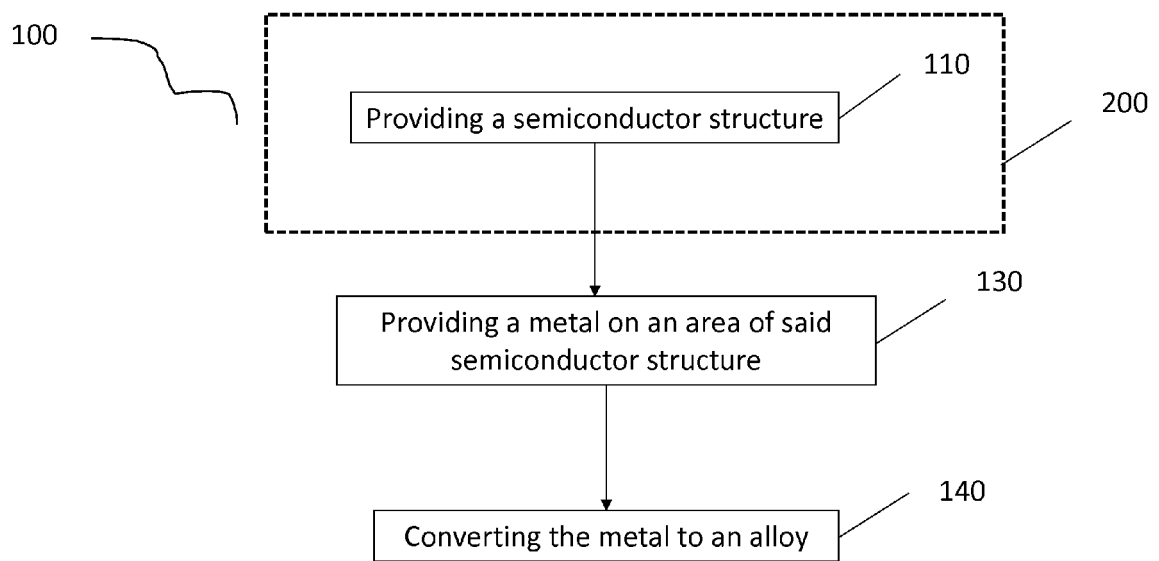 100
110
Providing a semiconductor structure
200
130
Providing a metal on an area of said
semiconductor structure
140
Converting the metal to an alloy